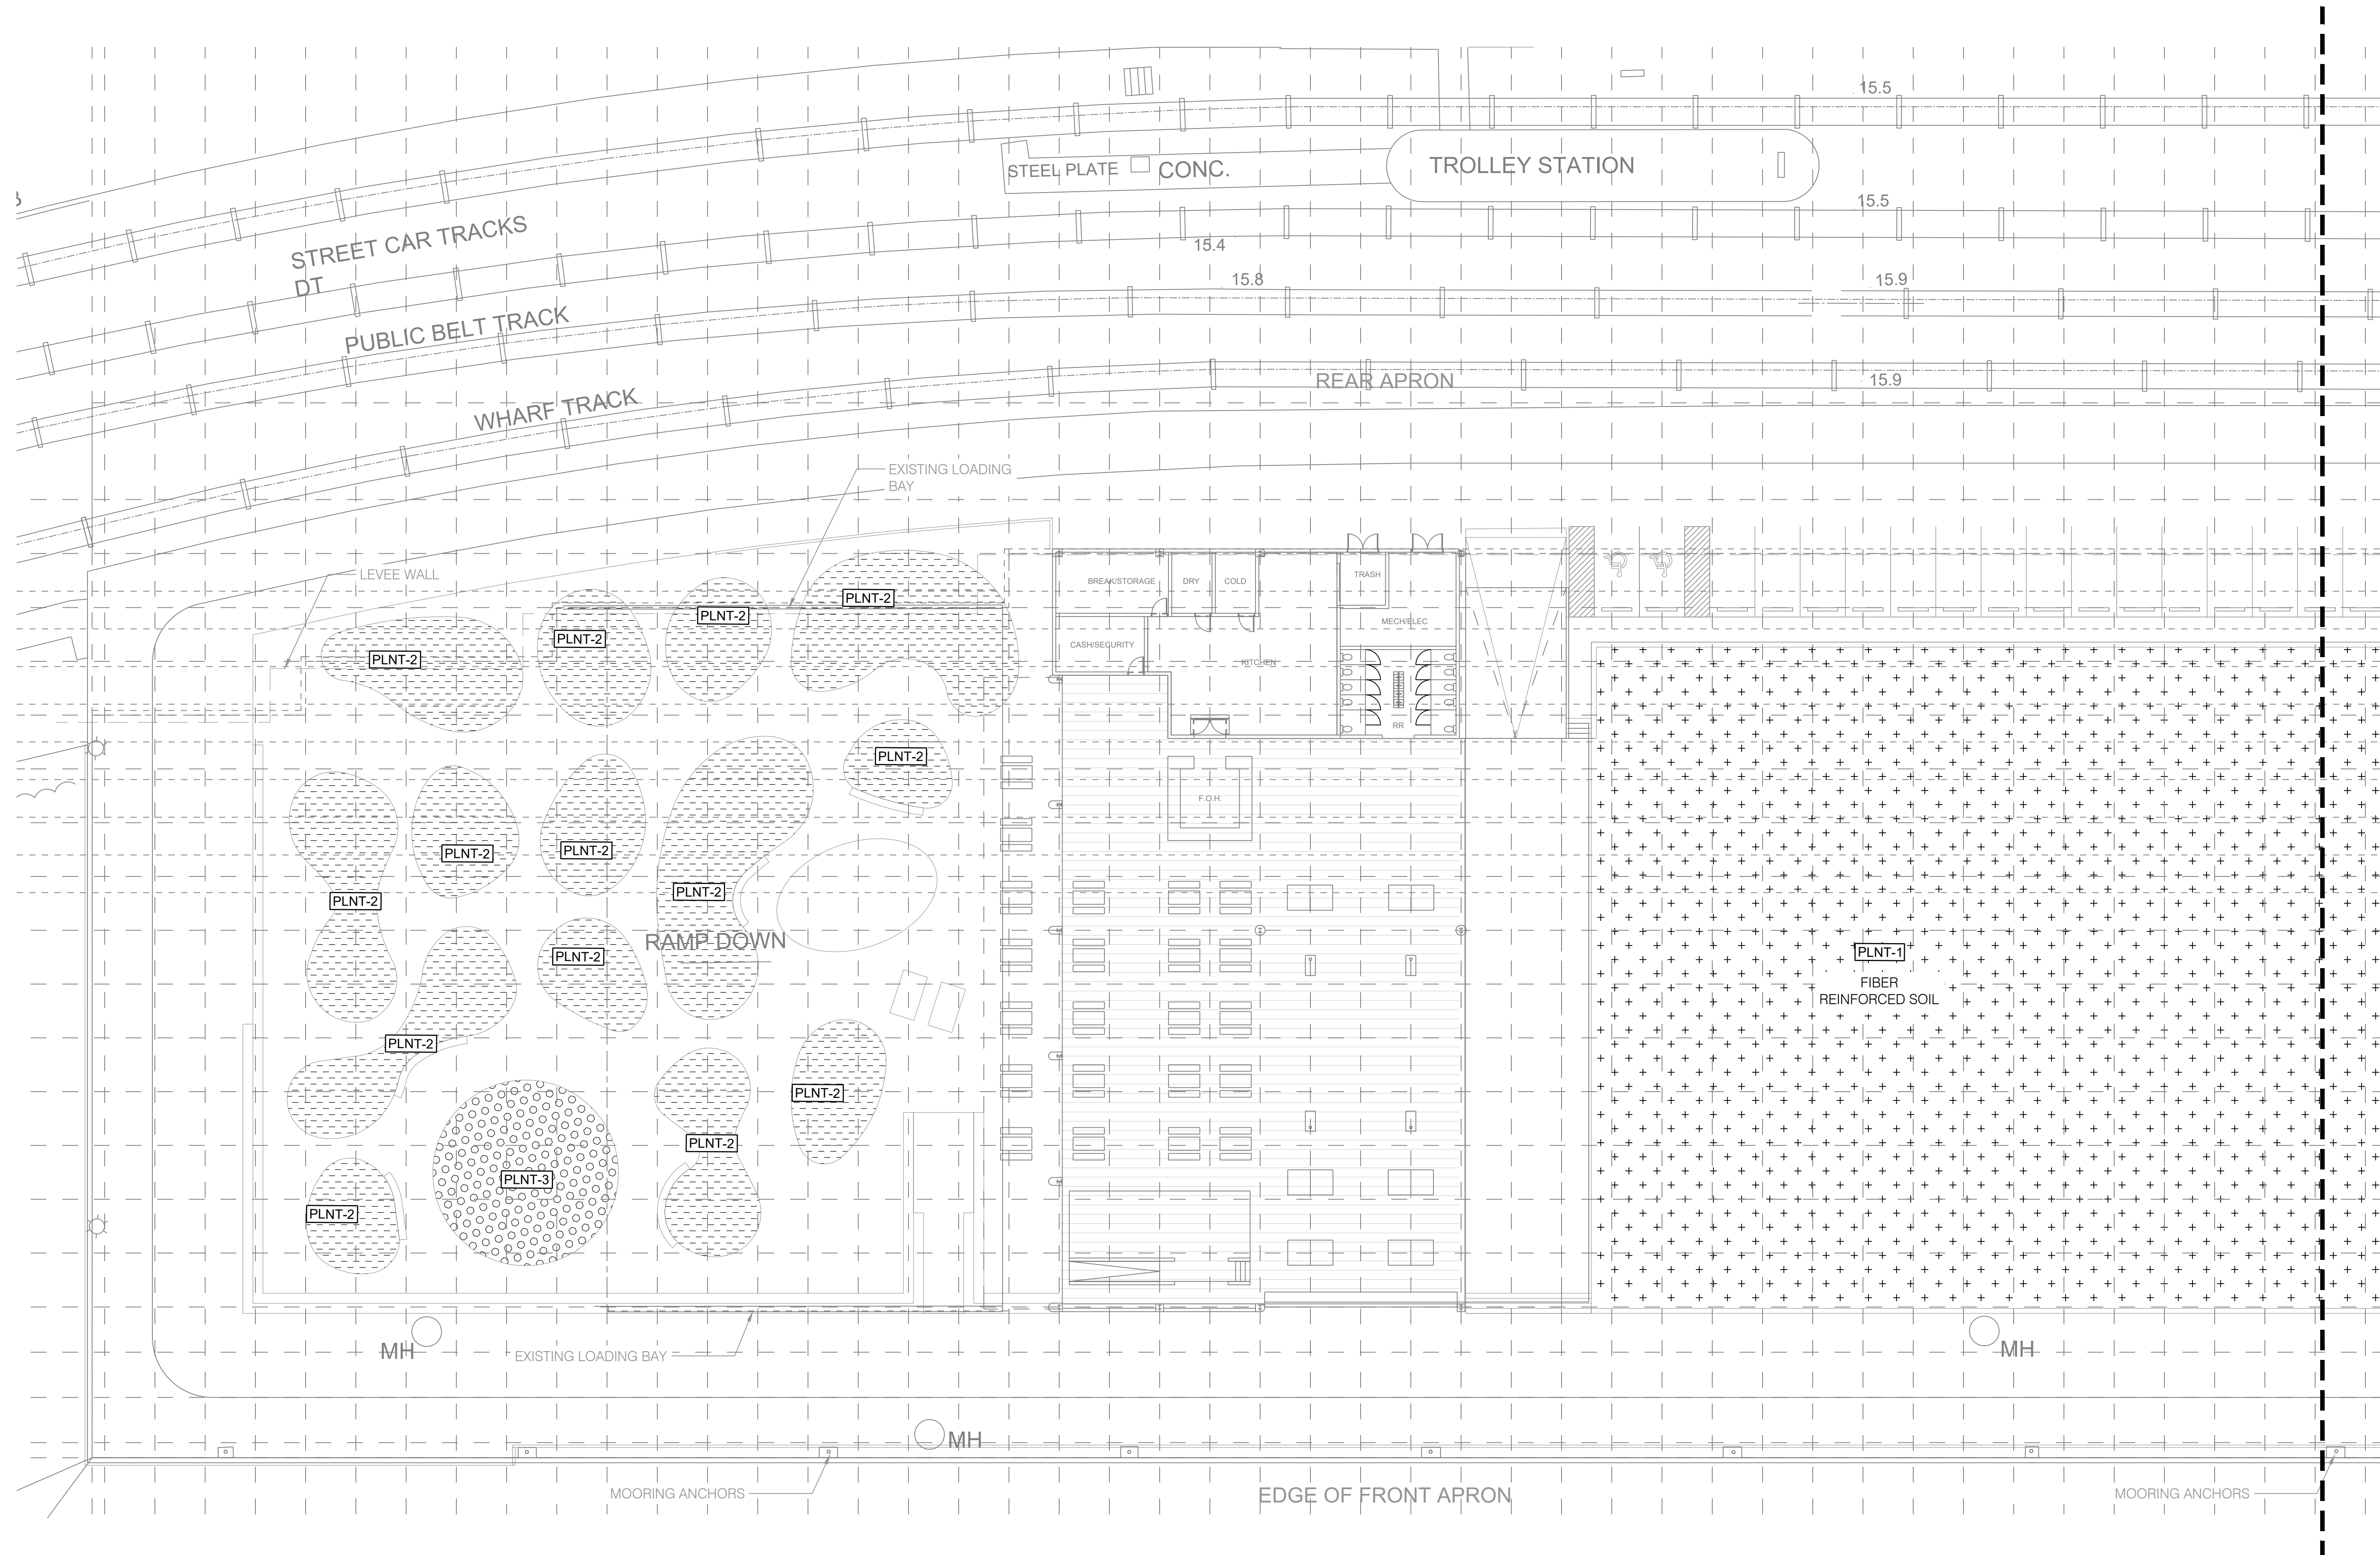 15.5
STEEL PLATE
CONC.
TROLLEY STATION
15.5
STREET CAR TRACKS
DT
15.4
15.8
15.9
PUBLIC BELT TRACK
REAR APRON
15.9
WHARF TRACK
EXISTING LOADING
BAY
LEVEE WALL
BREAK/STORAGE
DRY
COLD
TRASH
PLNT-2
PLNT-2
PLNT-2
PLNT-2
MECH/ELEC
CASH/SECURITY
KITCHEN
PLNT-2
RR
PLNT-2
F.O.H.
PLNT-2
PLNT-2
PLNT-2
PLNT-2
RAMP DOWN
PLNT-2
PLNT-1
FIBER
REINFORCED SOIL
PLNT-2
PLNT-2
PLNT-2
PLNT-3
PLNT-2
MH
EXISTING LOADING BAY
MH
MH
MOORING ANCHORS
EDGE OF FRONT APRON
MOORING ANCHORS